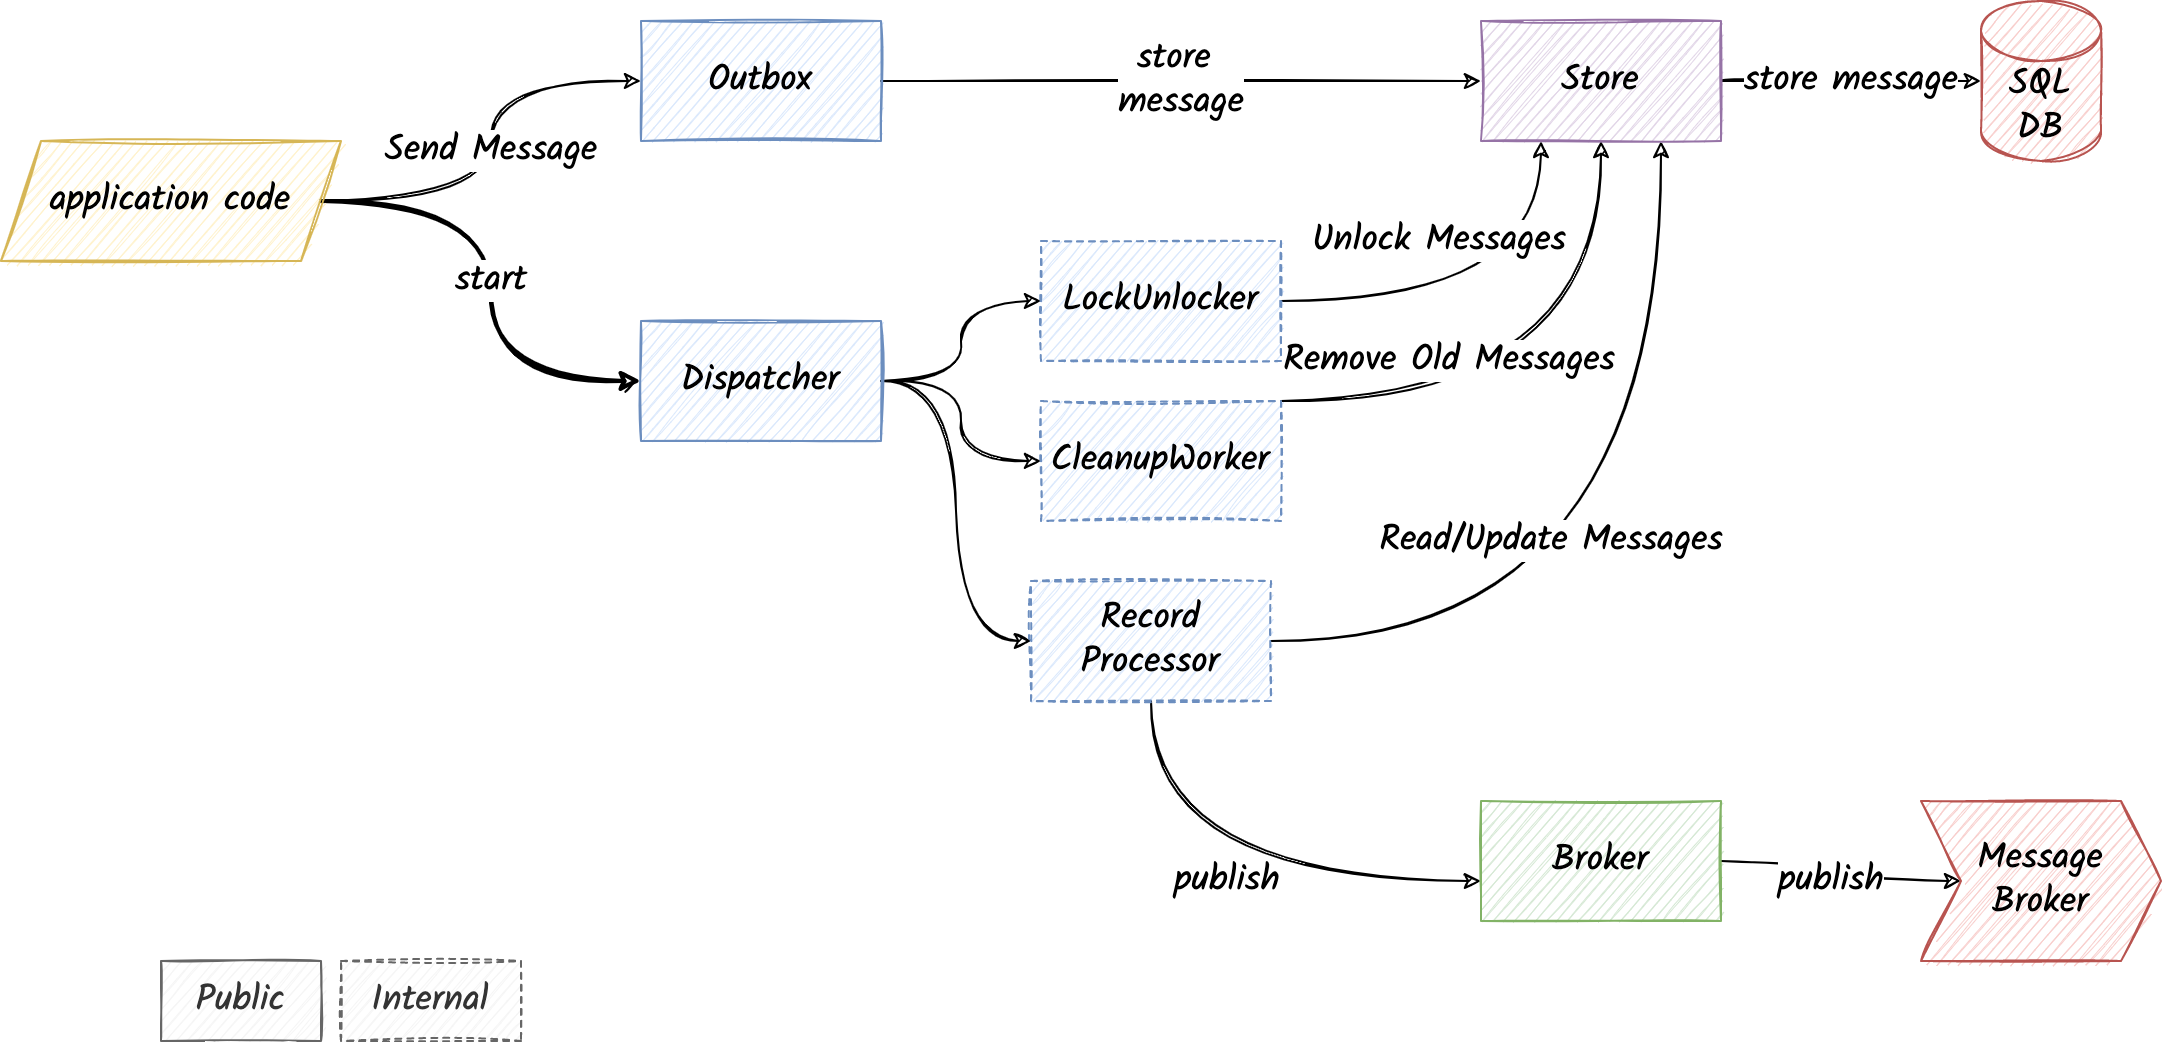 Outbox
store
message
Store
store message
SQL
DB
Send Message
application code
start
Unlock Messages
LockUnlocker
Dispatcher
Remove Old Messages
CleanupWorker
Read/Update Messages
Record
Processor
Broker
publish
publish
Message
Broker
Public
Internal